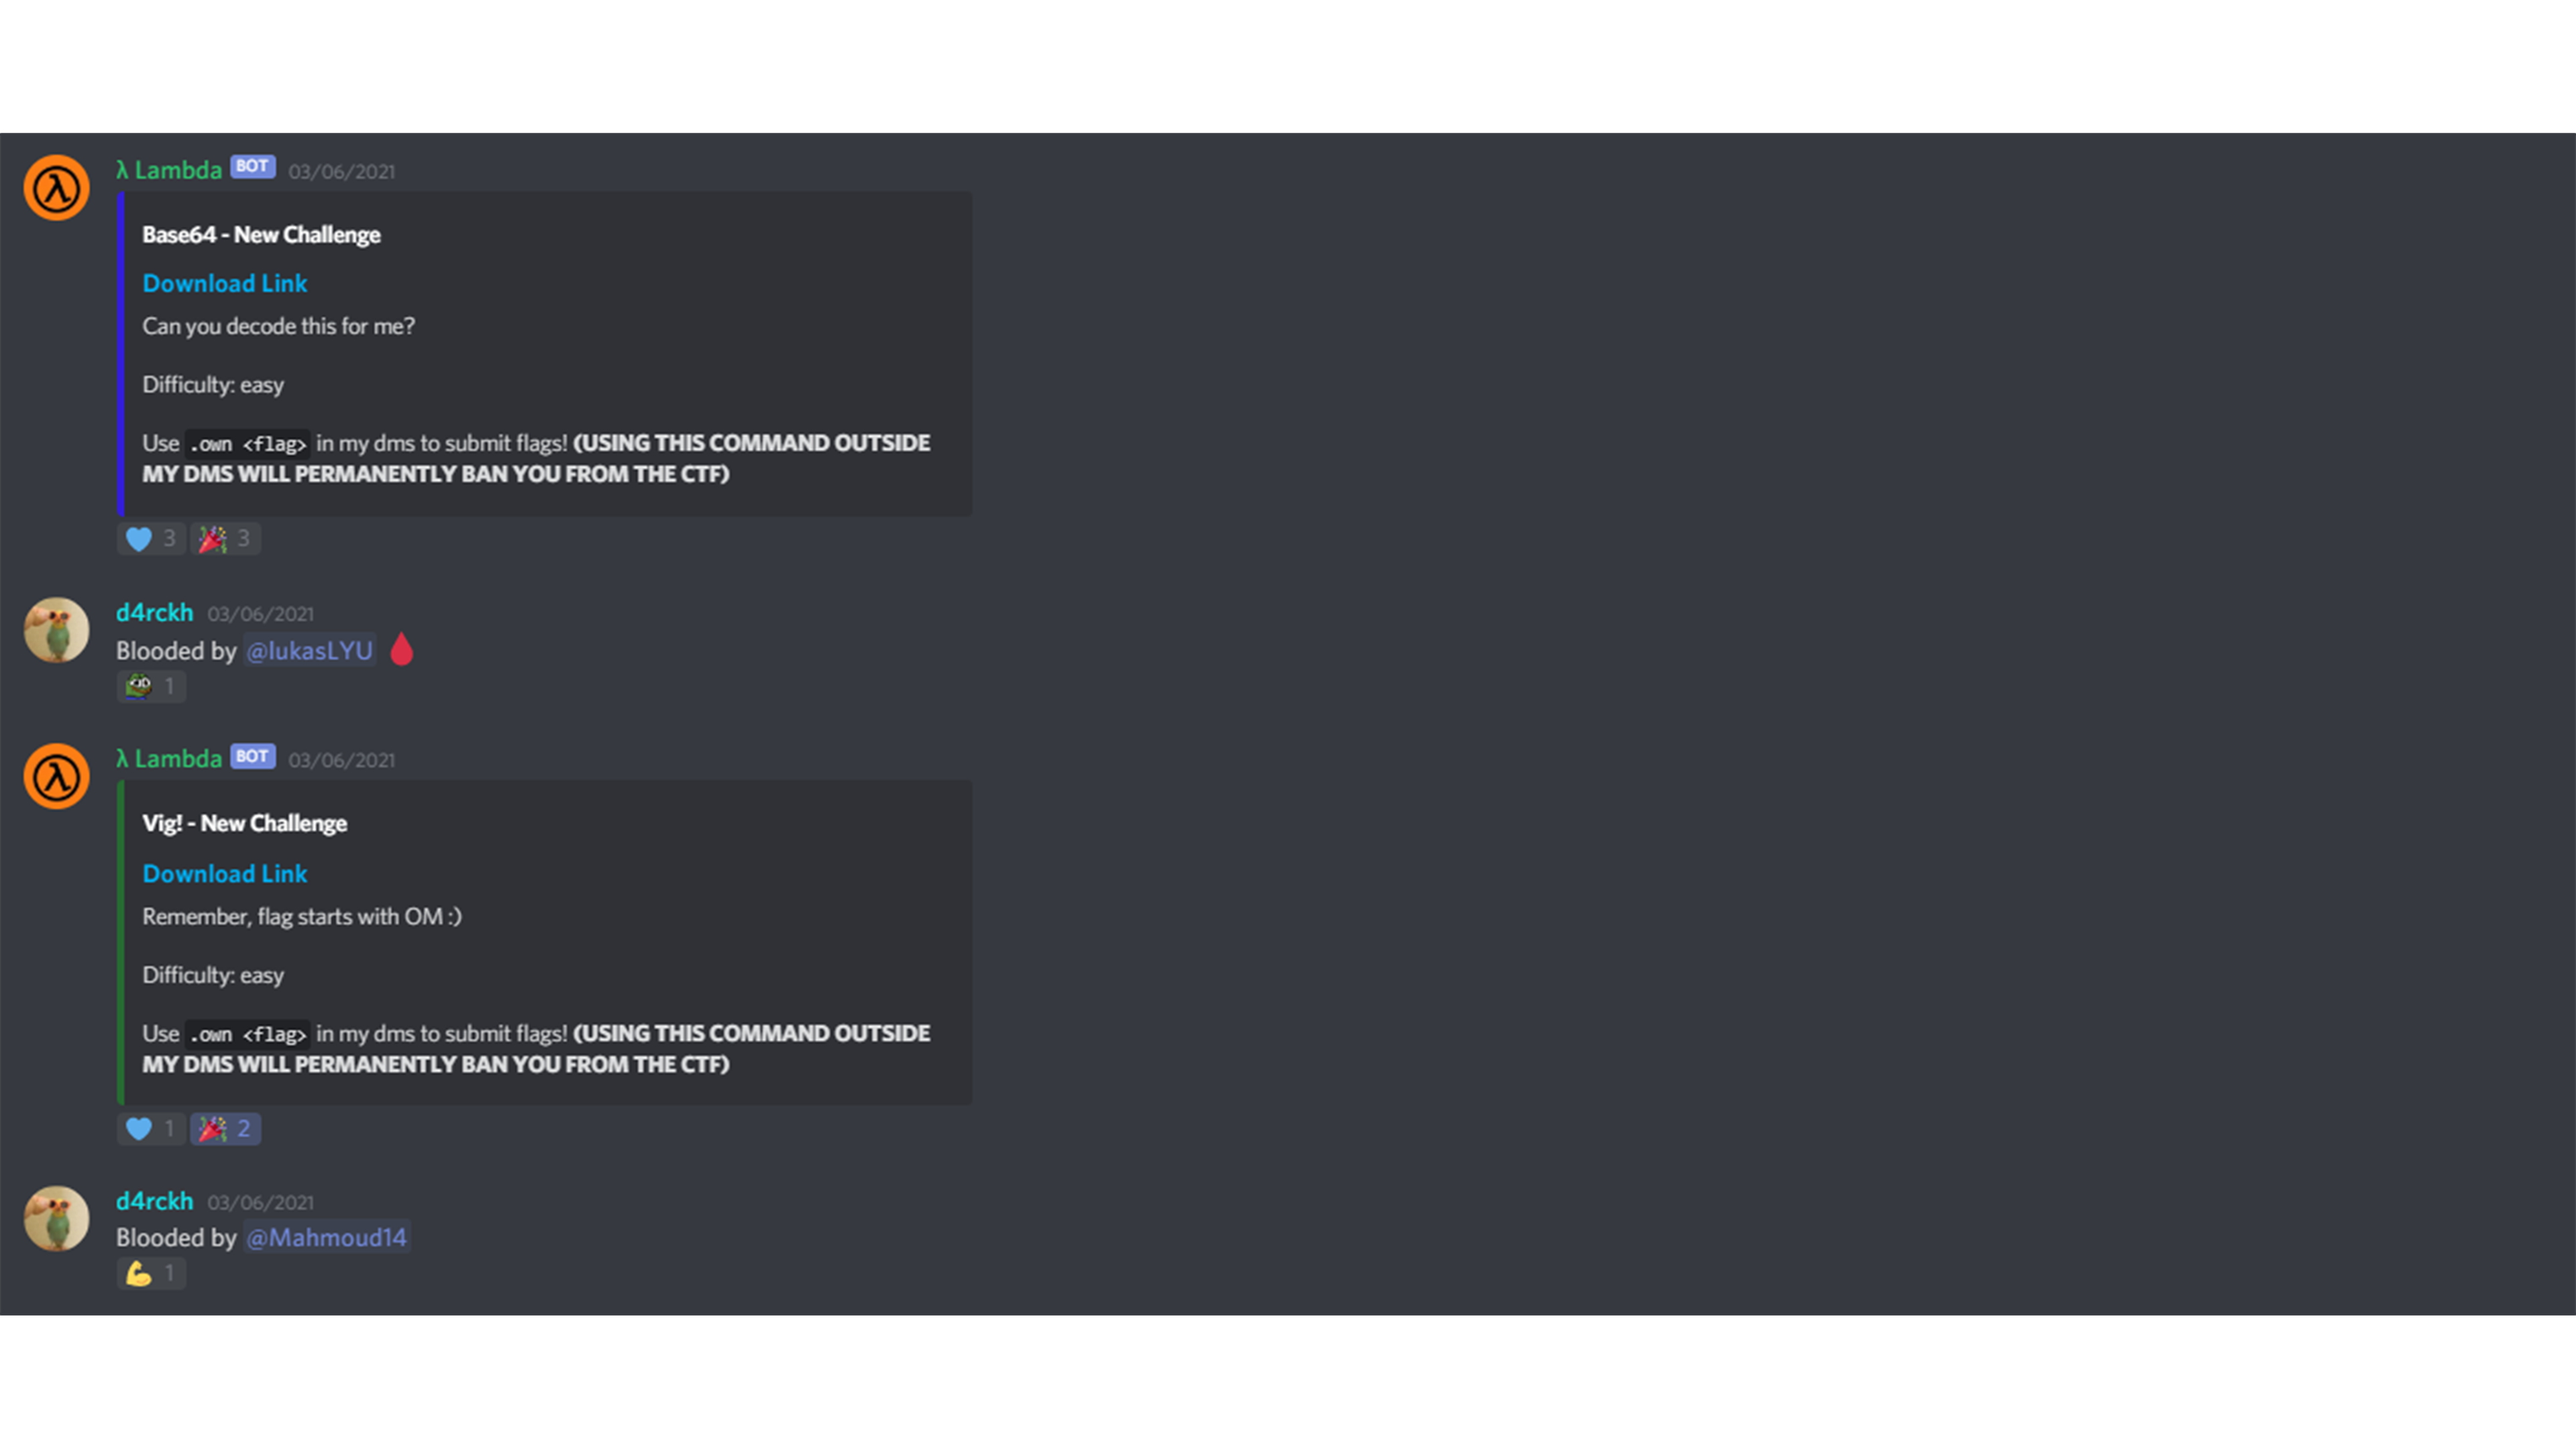 λ Lambda BOT 03/06/2021
Base64 - New Challenge
Download Link
Can you decode this for me?
Difficulty: easy
Use .own <flag> in my dms to submit flags! (USING THIS COMMAND OUTSIDE
MY DMS WILL PERMANENTLY BAN YOU FROM THE CTF)
3 3
d4rckh 03/06/2021
Blooded by @lukasLYU
1
λ Lambda BOT 03/06/2021
Vig! - New Challenge
Download Link
Remember, flag starts with OM :)
Difficulty: easy
Use .own <flag> in my dms to submit flags! (USING THIS COMMAND OUTSIDE
MY DMS WILL PERMANENTLY BAN YOU FROM THE CTF)
1 2
d4rckh 03/06/2021
Blooded by @Mahmoud14
1